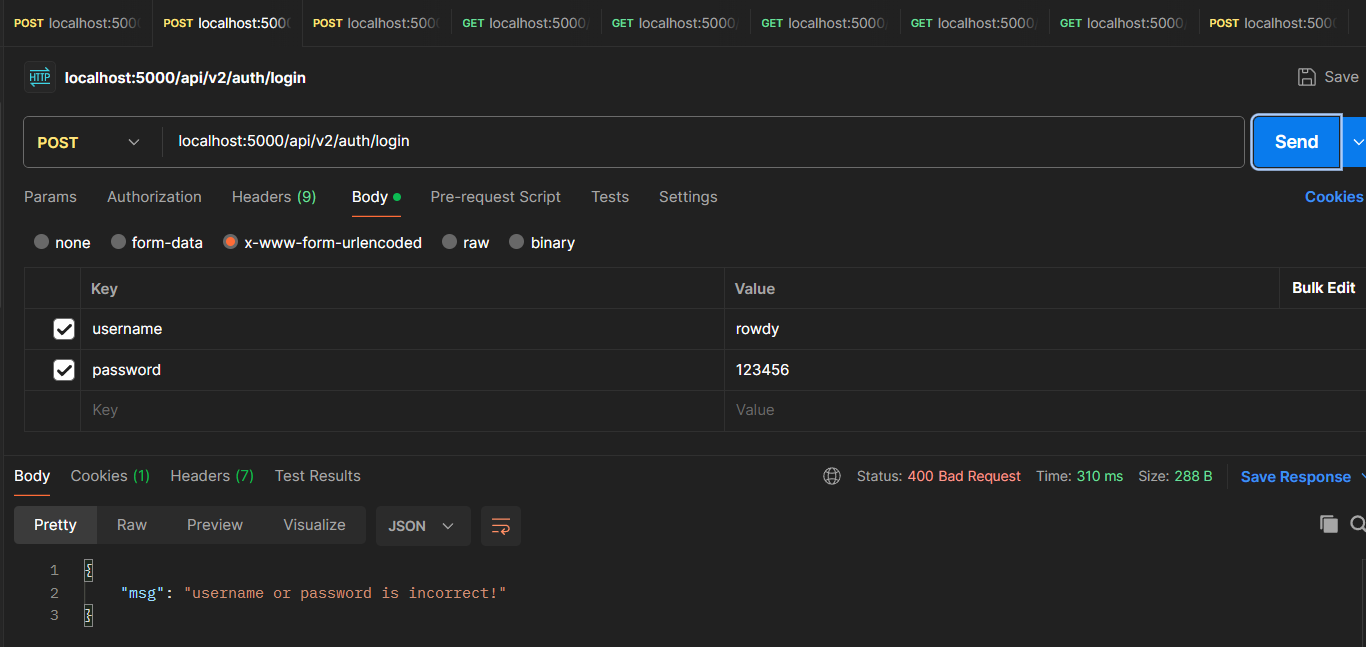 POST localhost:500 POST localhost:500 POST localhost:500 GET localhost:5000/ GET localhost:5000/ GET localhost:5000/ GET localhost:5000/ GET localhost:5000/ POST localhost:500
HTTP localhost:5000/api/v2/auth/login Save
POST localhost:5000/api/v2/auth/login Send
Params Authorization Headers (9) Body Pre-request Script Tests Settings Cookies
none form-data x-www-form-urlencoded raw binary
Key Value Bulk Edit
username rowdy
password 123456
Key Value
Body Cookies (1) Headers (7) Test Results Status: 400 Bad Request Time: 310 ms Size: 288 B Save Response
Pretty Raw Preview Visualize JSON
1 {
2 "msg": "username or password is incorrect!"
3 }